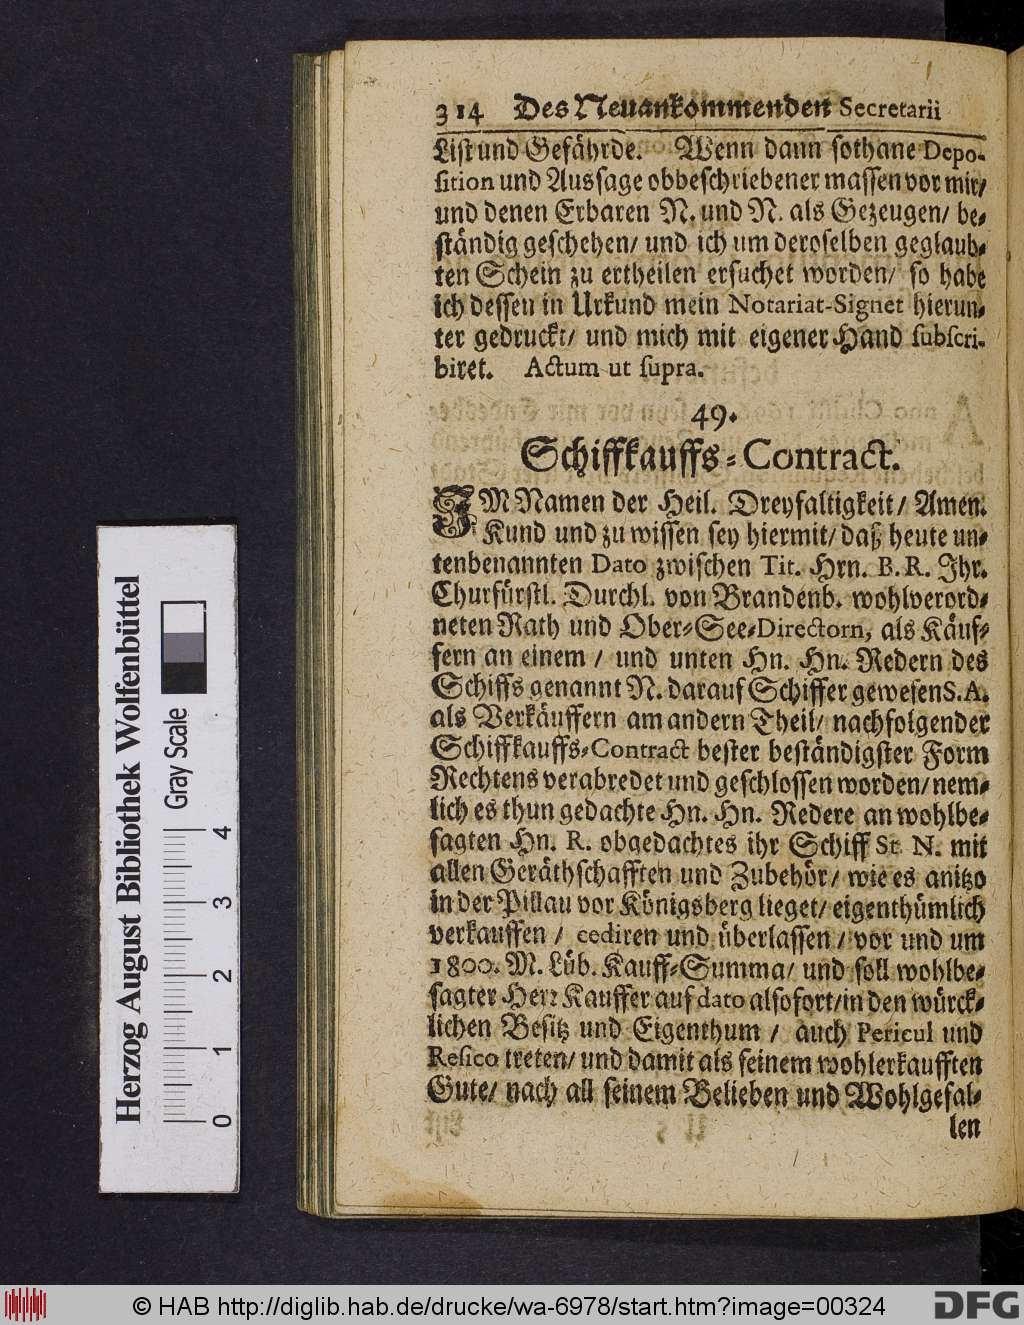 314 Des Neuankommenden Secretarii
List und Gefährde. Wenn dann sothane Depo-
sition und Aussage obbeschriebener massen vor mir/
und denen Erbaren N. und N. als Gezeugen/ be-
ständig geschehen/ und ich um deroselben geglaub-
ten Schein zu ertheilen ersuchet worden/ so habe
ich dessen in Urkund mein Notariat-Signet hierun-
ter gedruckt/ und mich mit eigener Hand subscri-
biret. Actum ut supra.
49.
Schiffkauffs-Contract.
IM Namen der Heil. Dreyfaltigkeit/ Amen.
Kund und zu wissen sey hiermit/ daß heute un-
tenbenannten Dato zwischen Tit. Hrn. B. R. Ihr.
Churfürstl. Durchl. von Brandenb. wohlverord-
neten Rath und Ober-See-Directorn, als Käuf-
fern an einem / und unten Hn. Hn. Redern des
Schiffs genannt N. darauf Schiffer gewesen S. A.
als Verkäuffern am andern Theil/ nachfolgender
Schiffkauffs-Contract bester beständigster Form
Rechtens verabredet und geschlossen worden/ nem-
lich es thun gedachte Hn. Hn. Redere an wohlbe-
sagten Hn. R. obgedachtes ihr Schiff St. N. mit
allen Geräthschafften und Zubehör/ wie es anitzo
in der Pillau vor Königsberg lieget/ eigenthümlich
verkauffen / cediren und überlassen / vor und um
1800. M. Lüb. Kauff-Summa/ und soll wohlbe-
sagter Herr Kauffer auf dato alsofort/ in den würck-
lichen Besitz und Eigenthum / auch Pericul und
Resico treten/ und damit als seinem wohlerkaufften
Gute/ nach all seinem Belieben und Wohlgefal-
len
Herzog August Bibliothek Wolfenbüttel
Gray Scale
0 1 2 3 4
© HAB http://diglib.hab.de/drucke/wa-6978/start.htm?image=00324
DFG